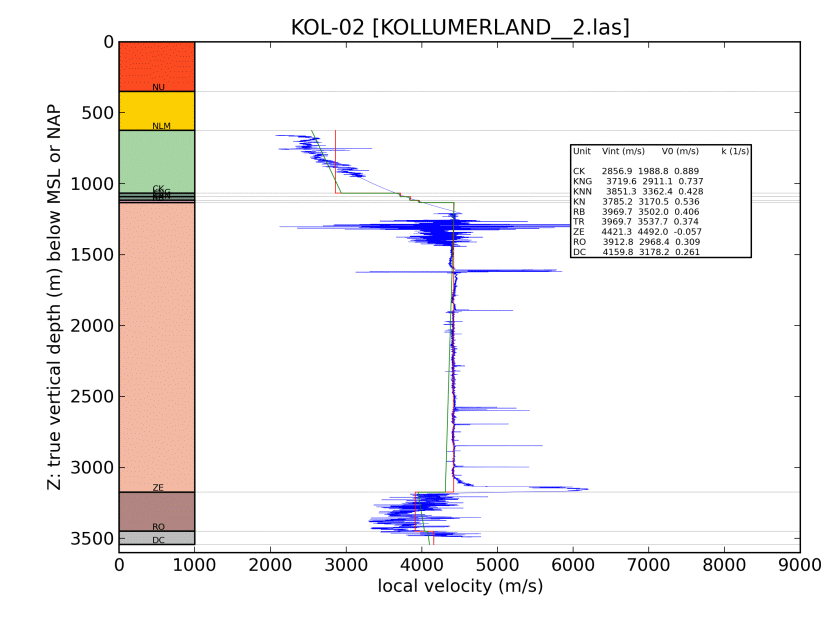 KOL-02 [KOLLUMERLAND__2.las]
0
500
1000
1500
2000
2500
3000
3500
Z: true vertical depth (m) below MSL or NAP
NU
NLM
CK
ZE
RO
DC
Unit Vint (m/s) V0 (m/s) k (1/s)
CK 2856.9 1988.8 0.889
KNG 3719.6 2911.1 0.737
KNN 3851.3 3362.4 0.428
KN 3785.2 3170.5 0.536
RB 3969.7 3502.0 0.406
TR 3969.7 3537.7 0.374
ZE 4421.3 4492.0 -0.057
RO 3912.8 2968.4 0.309
DC 4159.8 3178.2 0.261
0 1000 2000 3000 4000 5000 6000 7000 8000 9000
local velocity (m/s)